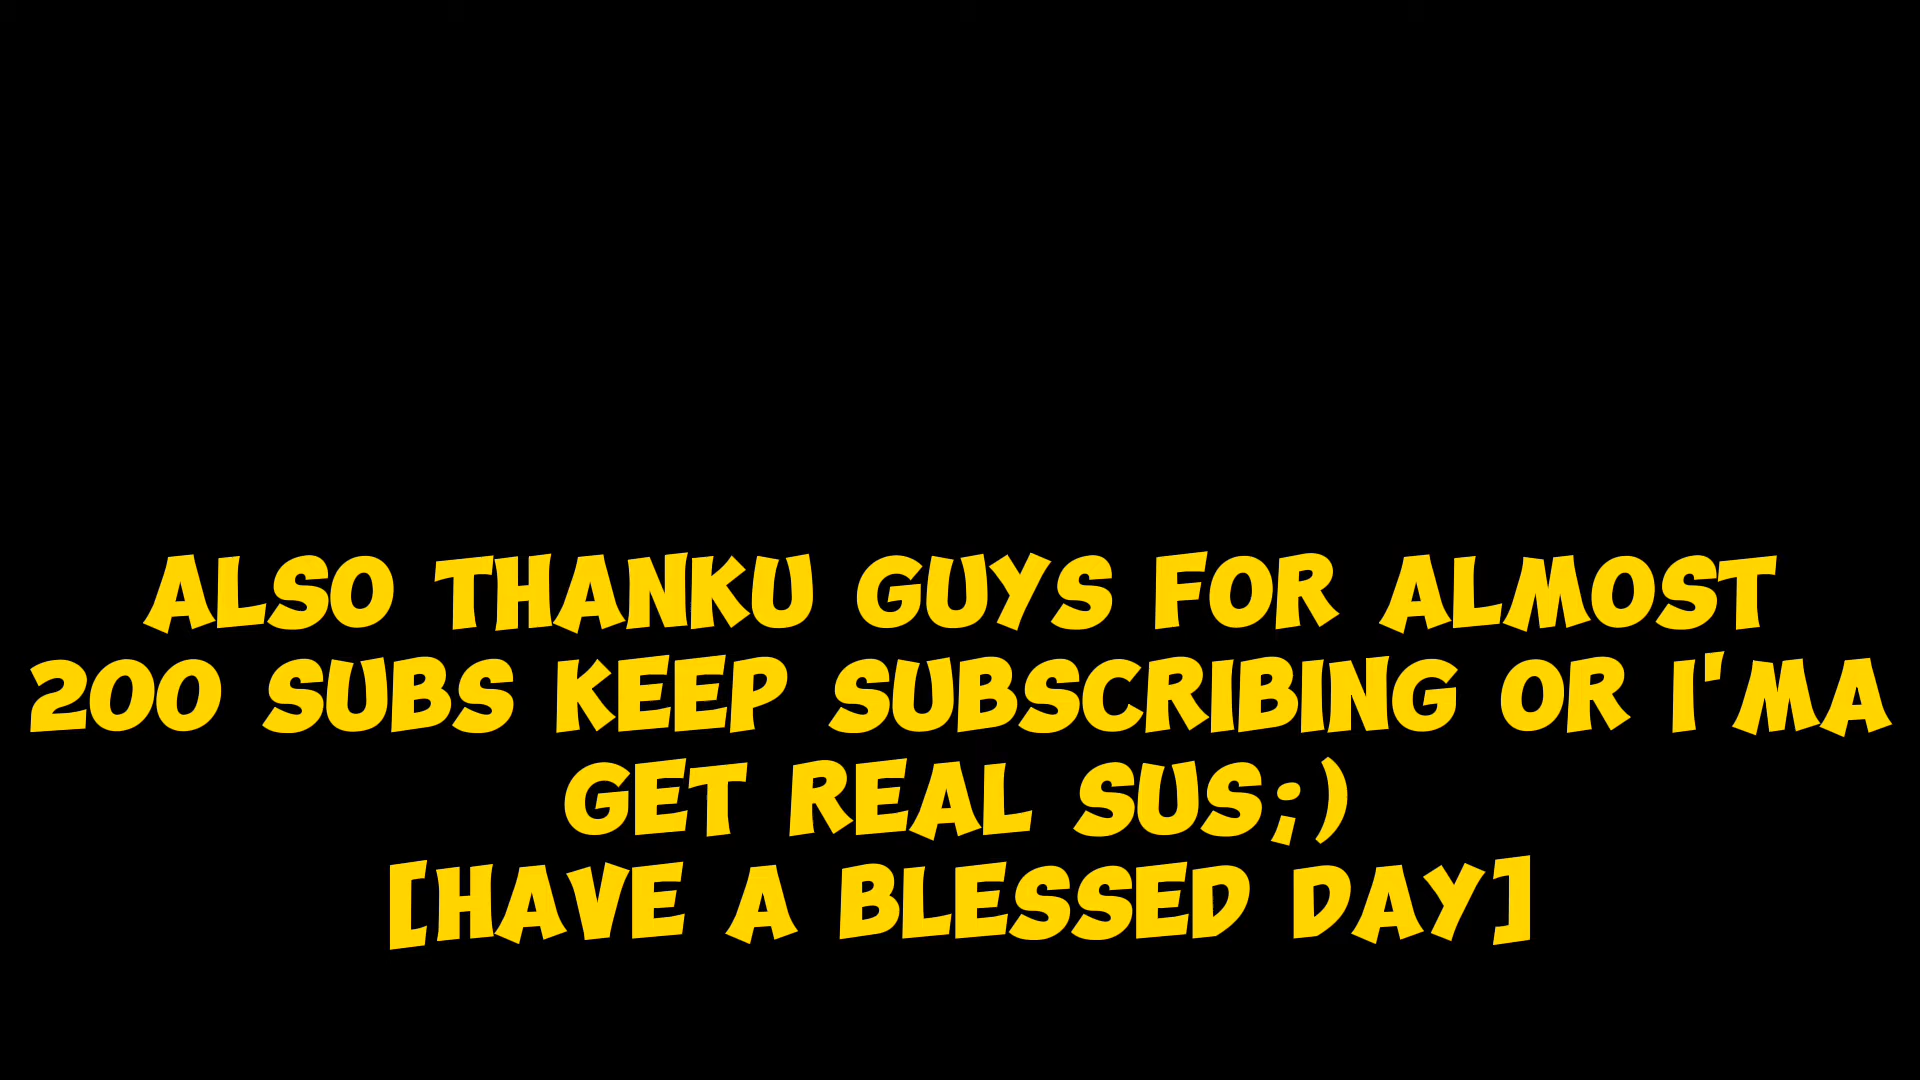 ALSO THANKU GUYS FOR ALMOST
200 SUBS KEEP SUBSCRIBING OR I'MA
GET REAL SUS;)
[HAVE A BLESSED DAY]